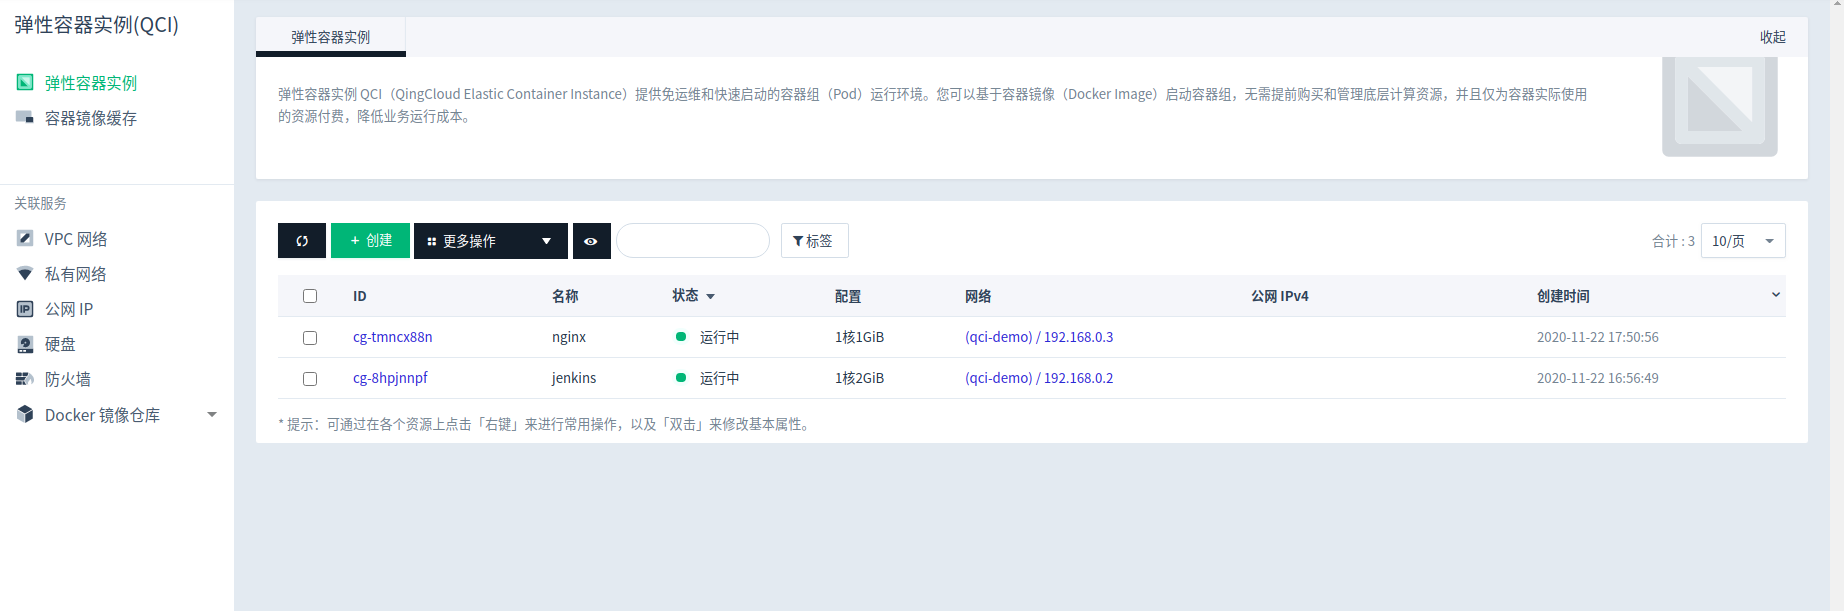 弹性容器实例(QCI)
弹性容器实例
容器镜像缓存
关联服务
VPC 网络
私有网络
公网 IP
硬盘
防火墙
Docker 镜像仓库
弹性容器实例
收起
弹性容器实例 QCI（QingCloud Elastic Container Instance）提供免运维和快速启动的容器组（Pod）运行环境。您可以基于容器镜像（Docker Image）启动容器组，无需提前购买和管理底层计算资源，并且仅为容器实际使用
的资源付费，降低业务运行成本。
+ 创建 更多操作 标签 合计 : 3 10/页
ID 名称 状态 配置 网络 公网 IPv4 创建时间
cg-tmncx88n nginx 运行中 1核1GiB (qci-demo) / 192.168.0.3 2020-11-22 17:50:56
cg-8hpjnnpf jenkins 运行中 1核2GiB (qci-demo) / 192.168.0.2 2020-11-22 16:56:49
* 提示：可通过在各个资源上点击「右键」来进行常用操作，以及「双击」来修改基本属性。